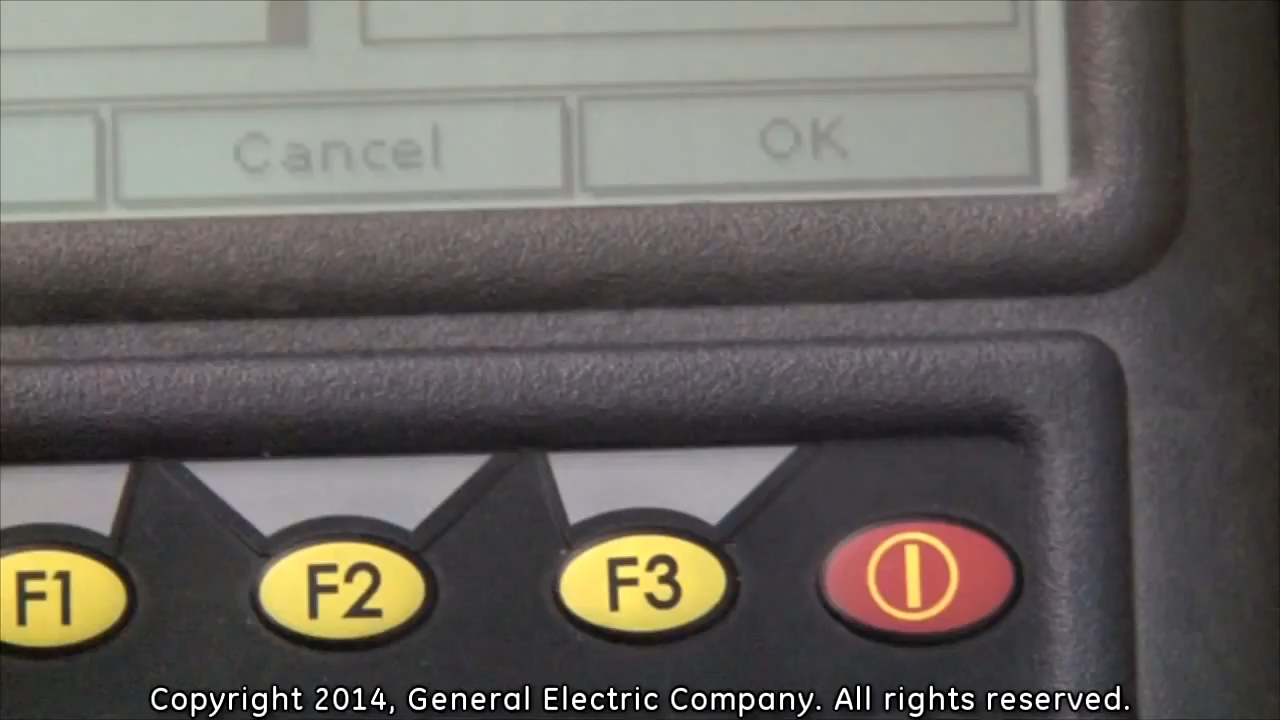 Cancel OK
F1 F2 F3
Copyright 2014, General Electric Company. All rights reserved.